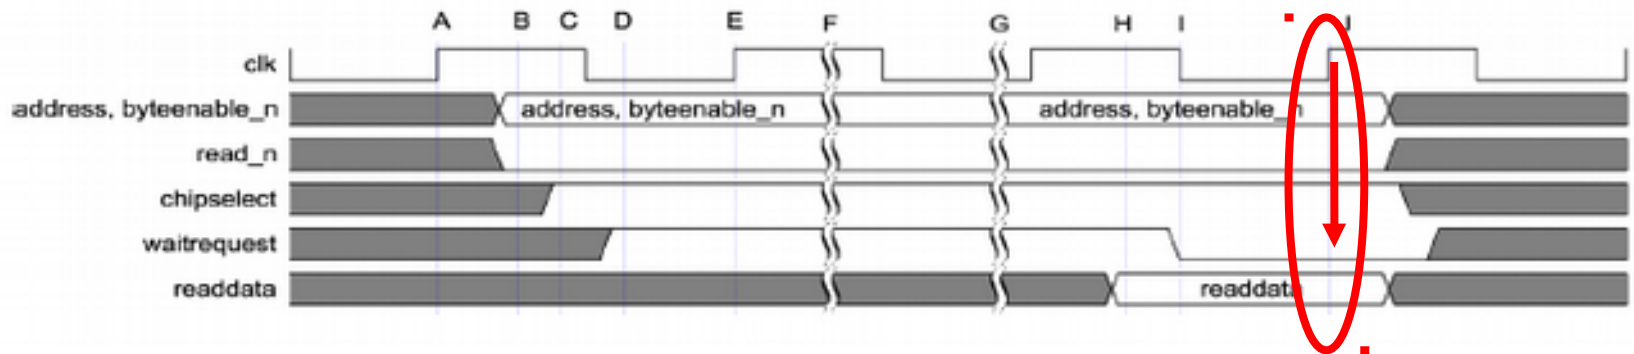 A B C D E F G H I
clk
address, byteenable_n address, byteenable_n address, byteenable_n
read_n
chipselect
waitrequest
readdata readdata